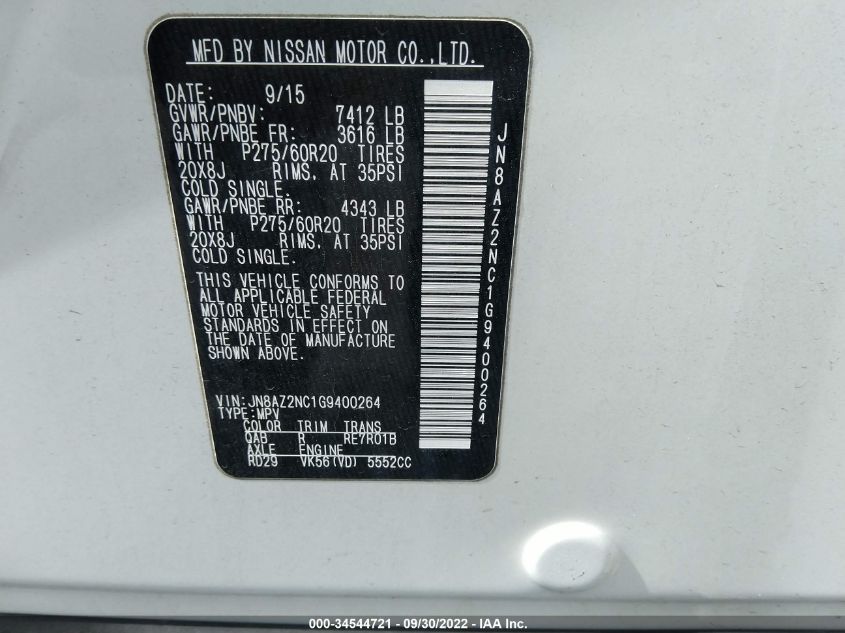 MFD BY NISSAN MOTOR CO.,LTD.
DATE: 9/15
GVWR/PNBV: 7412 LB
GAWR/PNBE FR: 3616 LB
WITH P275/60R20 TIRES
20X8J RIMS, AT 35PSI
COLD SINGLE.
GAWR/PNBE RR: 4343 LB
WITH P275/60R20 TIRES
20X8J RIMS, AT 35PSI
COLD SINGLE.
THIS VEHICLE CONFORMS TO
ALL APPLICABLE FEDERAL
MOTOR VEHICLE SAFETY
STANDARDS IN EFFECT ON
THE DATE OF MANUFACTURE
SHOWN ABOVE.
VIN:JN8AZ2NC1G9400264
TYPE:MPV
COLOR TRIM TRANS
QAB R RE7R01B
AXLE ENGINE
RD29 VK56(VD) 5552CC
JN8AZ2NC1G9400264
000-34544721 - 09/30/2022 - IAA Inc.